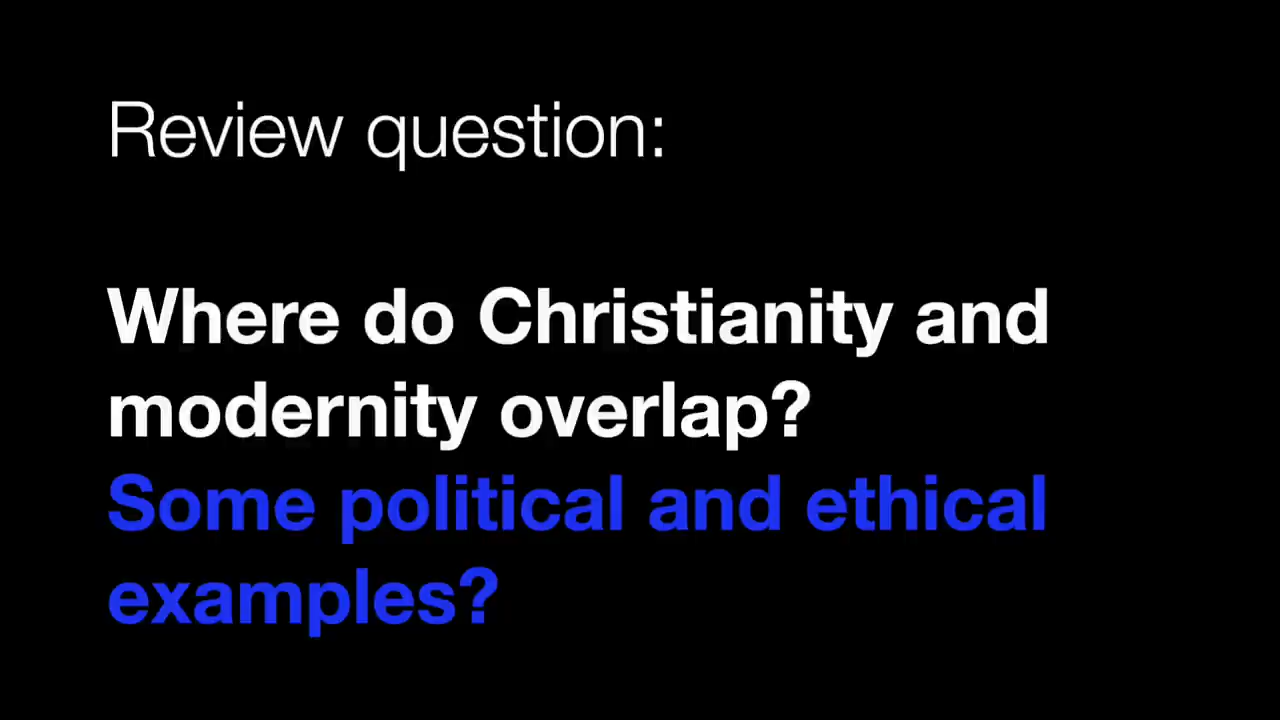 Review question:
Where do Christianity and
modernity overlap?
Some political and ethical
examples?